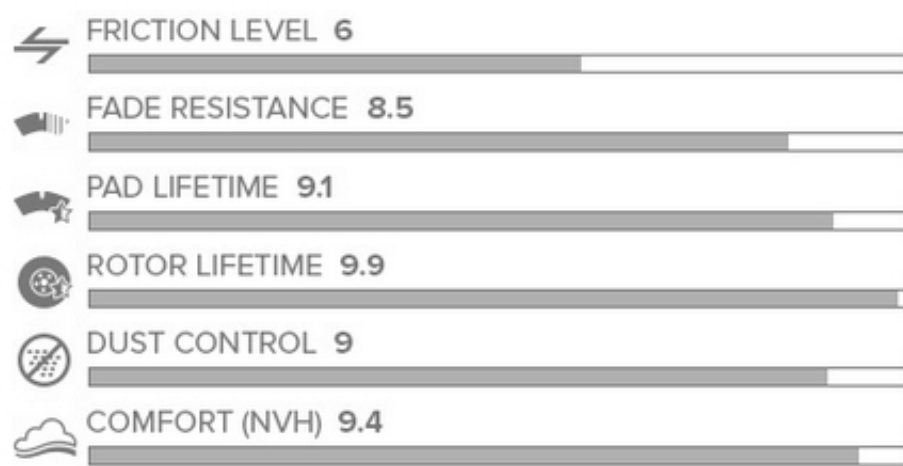 FRICTION LEVEL 6
FADE RESISTANCE 8.5
PAD LIFETIME 9.1
ROTOR LIFETIME 9.9
DUST CONTROL 9
COMFORT (NVH) 9.4